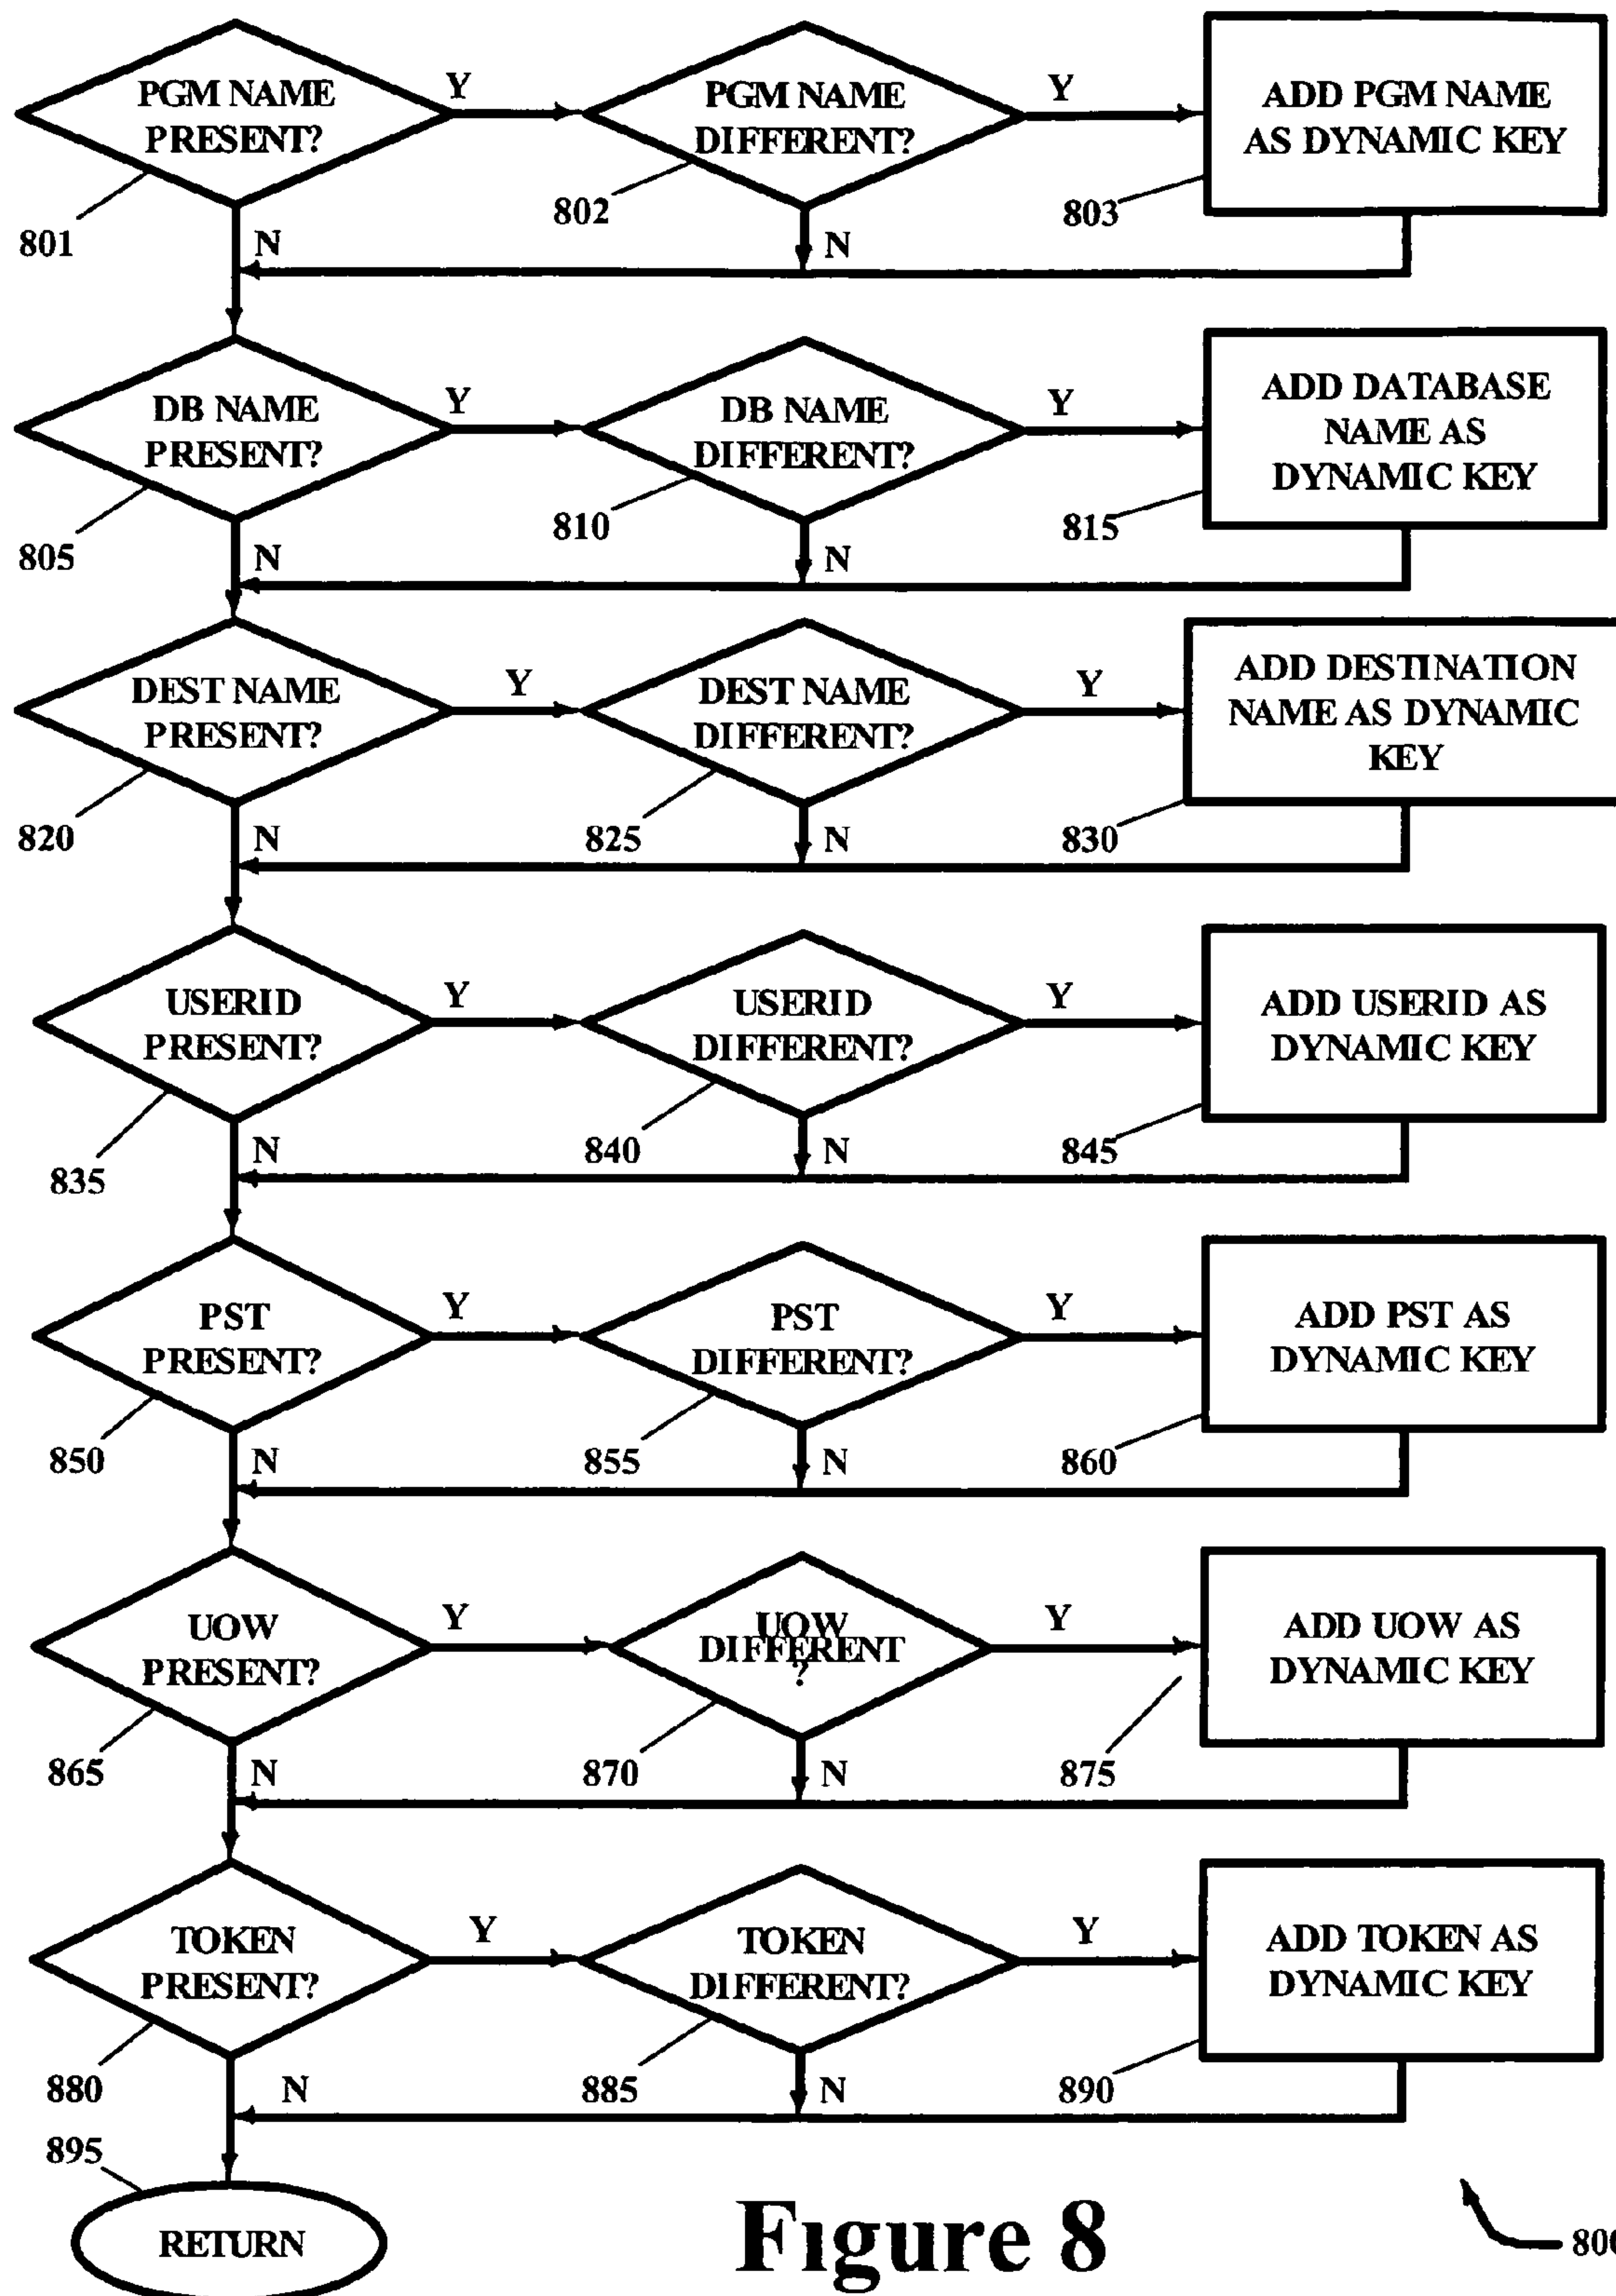 PGM NAME
PRESENT?
Y
PGM NAME
DIFFERENT?
Y
ADD PGM NAME
AS DYNAMIC KEY
801
N
802
N
803
DB NAME
PRESENT?
Y
DB NAME
DIFFERENT?
Y
ADD DATABASE
NAME AS
DYNAMIC KEY
805
N
810
N
815
DEST NAME
PRESENT?
Y
DEST NAME
DIFFERENT?
Y
ADD DESTINATION
NAME AS DYNAMIC
KEY
820
N
825
N
830
USERID
PRESENT?
Y
USERID
DIFFERENT?
Y
ADD USERID AS
DYNAMIC KEY
835
N
840
N
845
PST
PRESENT?
Y
PST
DIFFERENT?
Y
ADD PST AS
DYNAMIC KEY
850
N
855
N
860
UOW
PRESENT?
Y
UOW
DIFFERENT
?
Y
ADD UOW AS
DYNAMIC KEY
865
N
870
N
875
TOKEN
PRESENT?
Y
TOKEN
DIFFERENT?
Y
ADD TOKEN AS
DYNAMIC KEY
880
N
885
N
890
895
RETURN
Figure 8
800